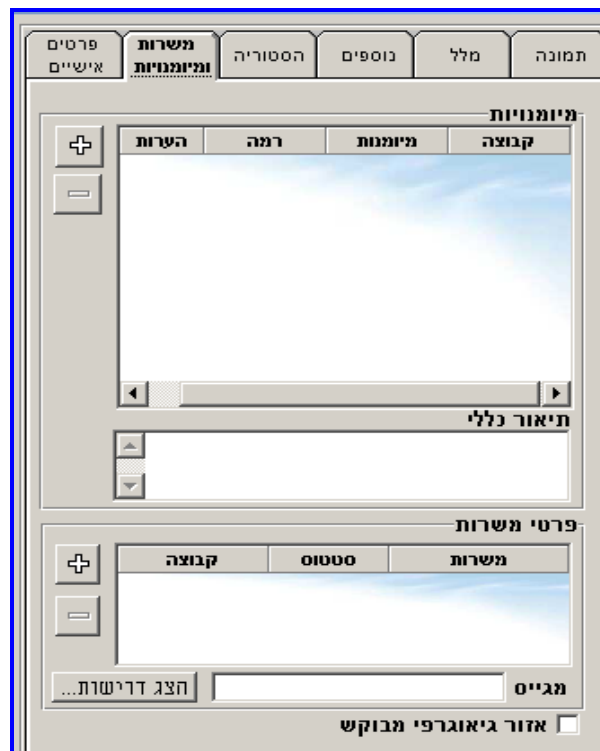 תמונה
מלל
נוספים
הסטוריה
משרות
ומיומנויות
פרטים
אישיים
מיומנויות
קבוצה מיומנות רמה הערות
תיאור כללי
פרטי משרות
משרות סטטוס קבוצה
מגייס הצג דרישות...
אזור גיאוגרפי מבוקש